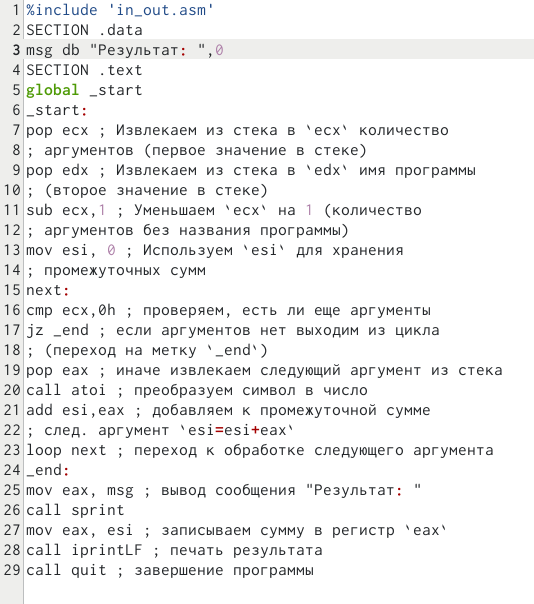 1 %include 'in_out.asm'
2 SECTION .data
3 msg db "Результат: ",0
4 SECTION .text
5 global _start
6 _start:
7 pop ecx ; Извлекаем из стека в `ecx` количество
8 ; аргументов (первое значение в стеке)
9 pop edx ; Извлекаем из стека в `edx` имя программы
10 ; (второе значение в стеке)
11 sub ecx,1 ; Уменьшаем `ecx` на 1 (количество
12 ; аргументов без названия программы)
13 mov esi, 0 ; Используем `esi` для хранения
14 ; промежуточных сумм
15 next:
16 cmp ecx,0h ; проверяем, есть ли еще аргументы
17 jz _end ; если аргументов нет выходим из цикла
18 ; (переход на метку `_end`)
19 pop eax ; иначе извлекаем следующий аргумент из стека
20 call atoi ; преобразуем символ в число
21 add esi,eax ; добавляем к промежуточной сумме
22 ; след. аргумент `esi=esi+eax`
23 loop next ; переход к обработке следующего аргумента
24 _end:
25 mov eax, msg ; вывод сообщения "Результат: "
26 call sprint
27 mov eax, esi ; записываем сумму в регистр `eax`
28 call iprintLF ; печать результата
29 call quit ; завершение программы